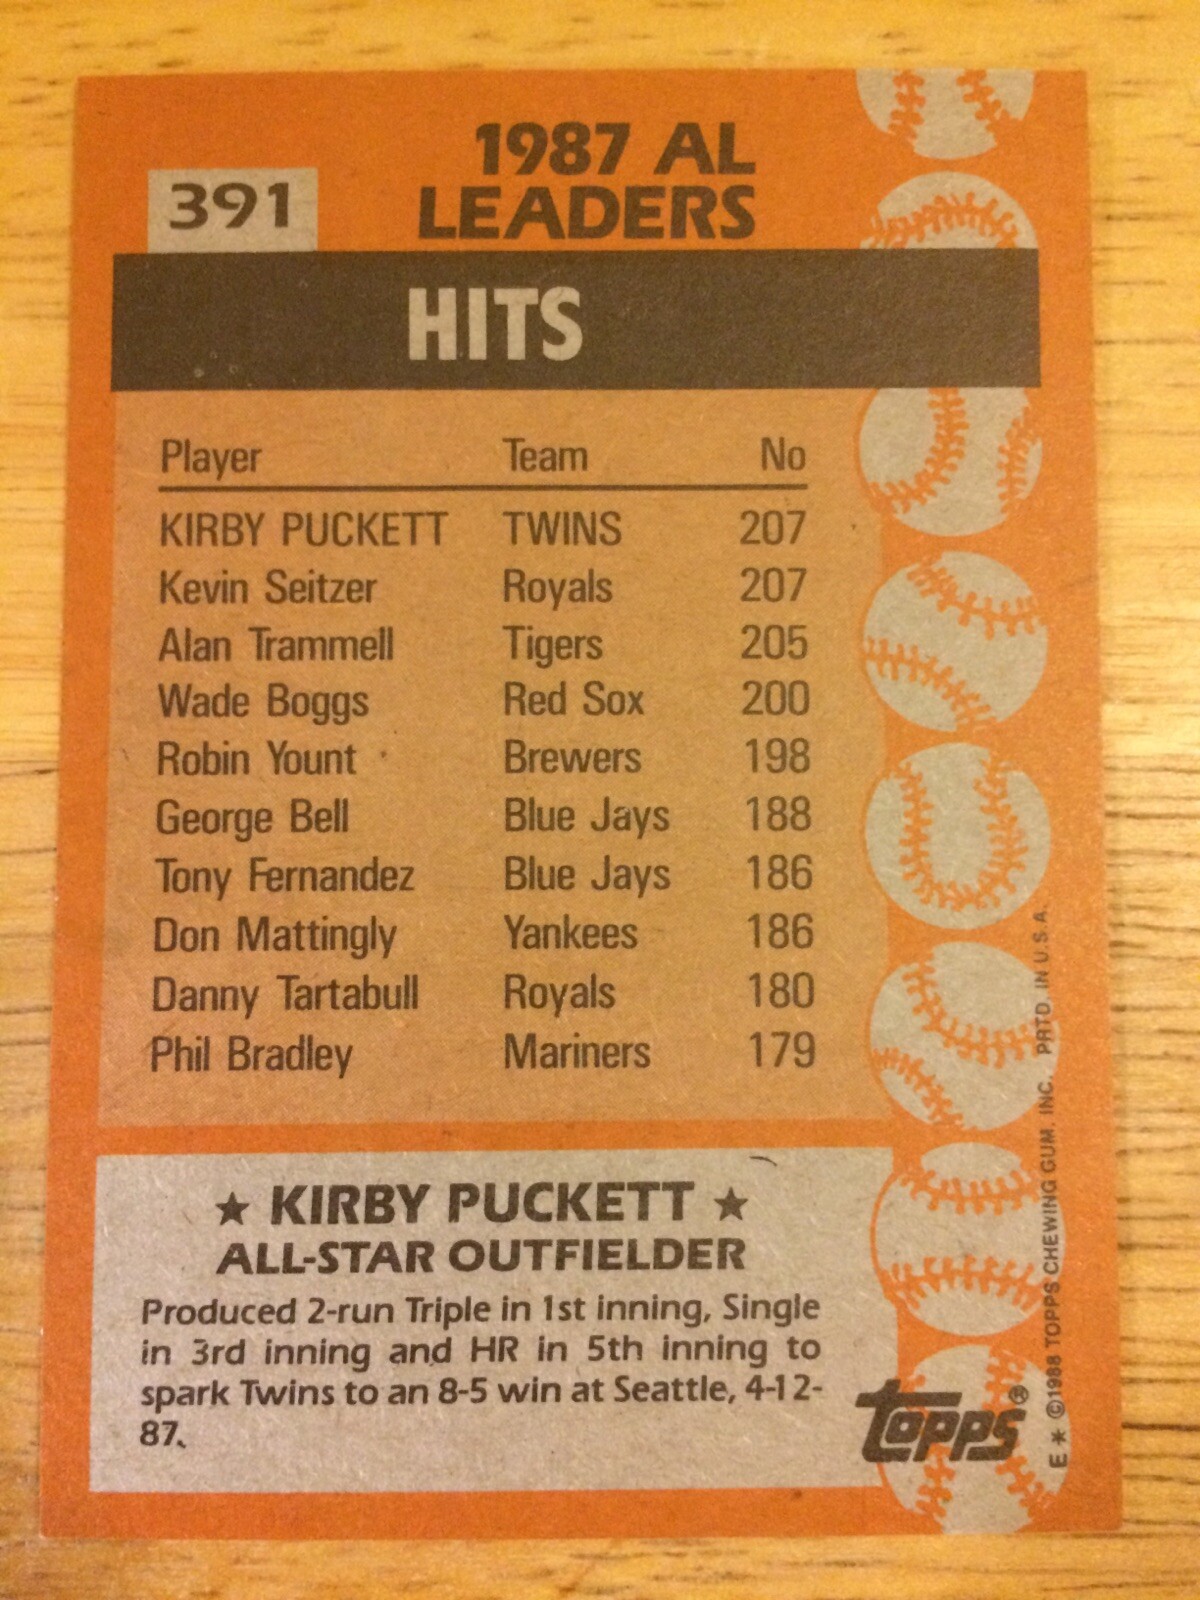 391
1987 AL
LEADERS
HITS
Player Team No
KIRBY PUCKETT TWINS 207
Kevin Seitzer Royals 207
Alan Trammell Tigers 205
Wade Boggs Red Sox 200
Robin Yount Brewers 198
George Bell Blue Jays 188
Tony Fernandez Blue Jays 186
Don Mattingly Yankees 186
Danny Tartabull Royals 180
Phil Bradley Mariners 179
★ KIRBY PUCKETT ★
ALL-STAR OUTFIELDER
Produced 2-run Triple in 1st inning, Single
in 3rd inning and HR in 5th inning to
spark Twins to an 8-5 win at Seattle, 4-12-
87.
topps®
E * ©1988 TOPPS CHEWING GUM, INC. PRTD. IN U.S.A.